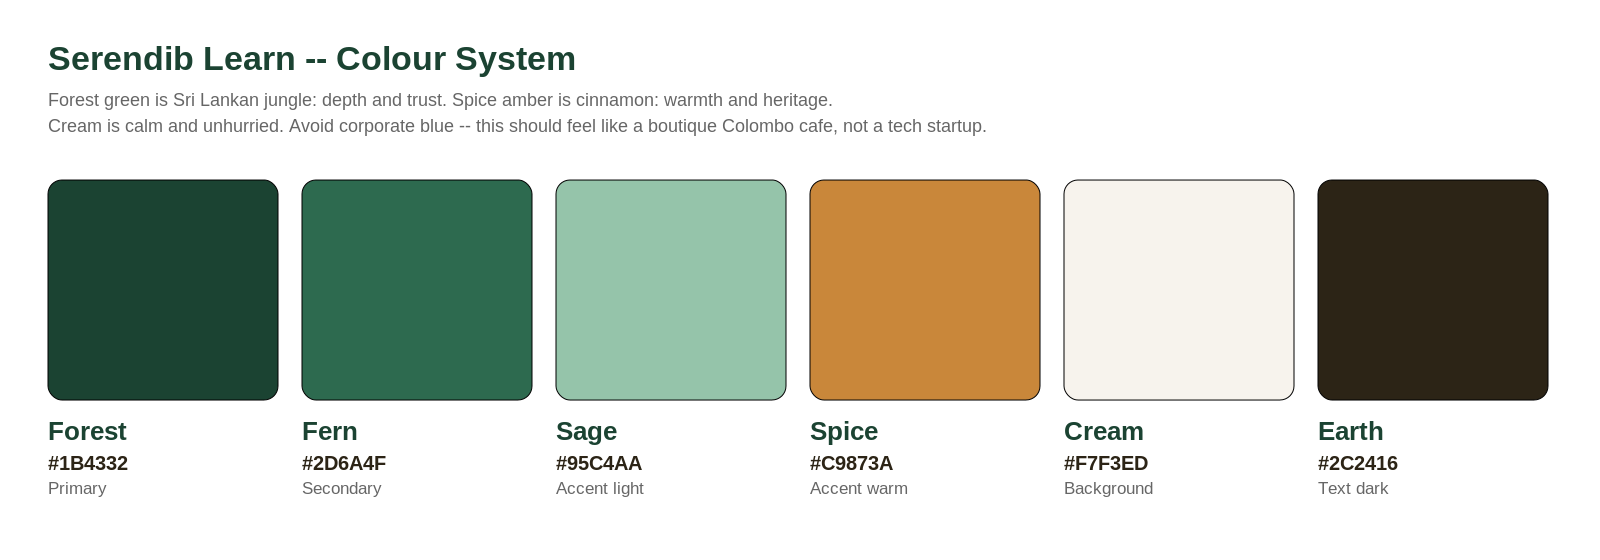 Serendib Learn -- Colour System
Forest green is Sri Lankan jungle: depth and trust. Spice amber is cinnamon: warmth and heritage.
Cream is calm and unhurried. Avoid corporate blue -- this should feel like a boutique Colombo cafe, not a tech startup.
Forest
#1B4332
Primary
Fern
#2D6A4F
Secondary
Sage
#95C4AA
Accent light
Spice
#C9873A
Accent warm
Cream
#F7F3ED
Background
Earth
#2C2416
Text dark